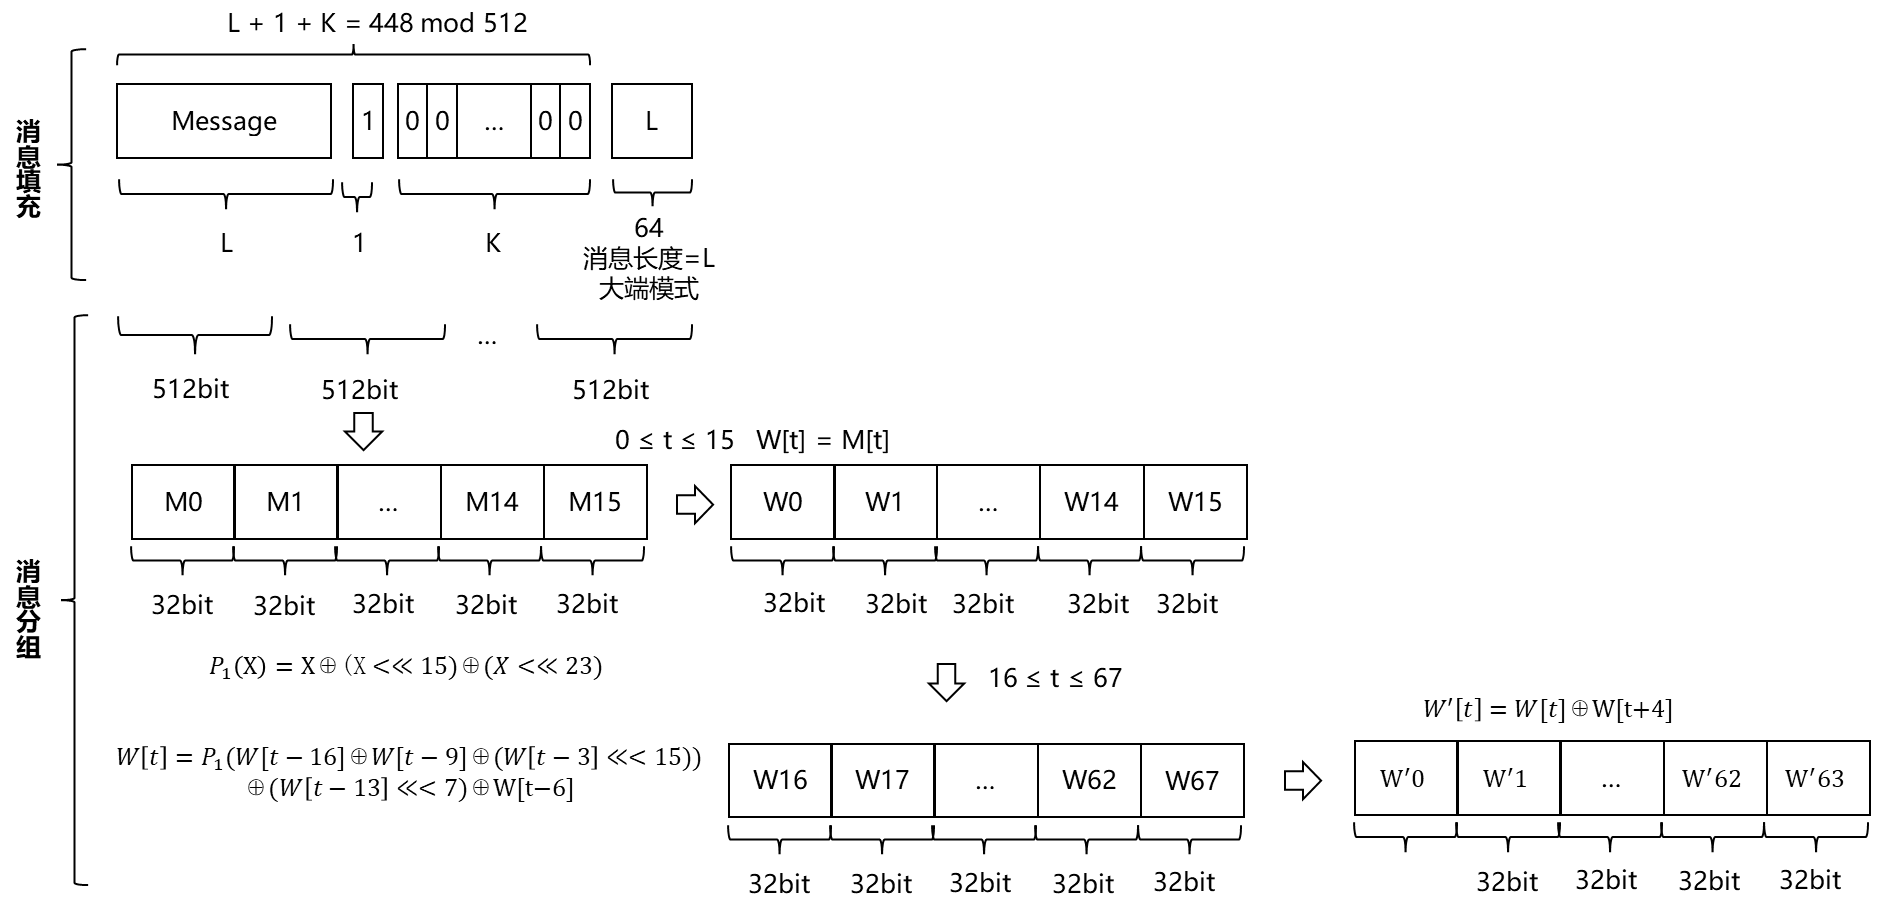 L + 1 + K = 448 mod 512
消息填充
Message
1
0
0
...
0
0
L
L
1
K
64
消息长度=L
大端模式
消息分组
512bit
512bit
...
512bit
0 ≤ t ≤ 15 W[t] = M[t]
M0
M1
...
M14
M15
W0
W1
...
W14
W15
32bit
32bit
32bit
32bit
32bit
32bit
32bit
32bit
32bit
32bit
P₁(X) = X⊕(X <≪ 15)⊕(X <≪ 23)
16 ≤ t ≤ 67
W[t] = P₁(W[t − 16]⊕W[t − 9]⊕(W[t − 3] ≪< 15))
⊕(W[t − 13] ≪< 7)⊕W[t−6]
W16
W17
...
W62
W67
W′[t] = W[t]⊕W[t+4]
W′0
W′1
...
W′62
W′63
32bit
32bit
32bit
32bit
32bit
32bit
32bit
32bit
32bit